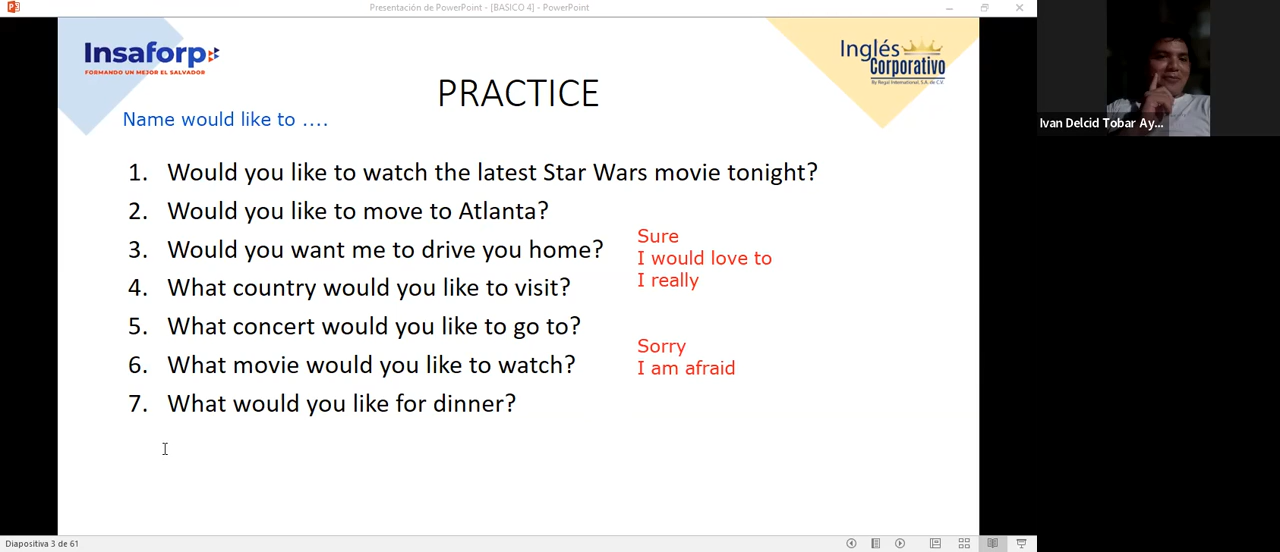 Presentación de PowerPoint - [BASICO 4] - PowerPoint
Insaforp
FORMANDO UN MEJOR EL SALVADOR
Inglés
Corporativo
By Regal International, S.A. de C.V.
PRACTICE
Name would like to ....
1. Would you like to watch the latest Star Wars movie tonight?
2. Would you like to move to Atlanta?
3. Would you want me to drive you home?
4. What country would you like to visit?
5. What concert would you like to go to?
6. What movie would you like to watch?
7. What would you like for dinner?
Sure
I would love to
I really
Sorry
I am afraid
Ivan Delcid Tobar Ay...
Diapositiva 3 de 61